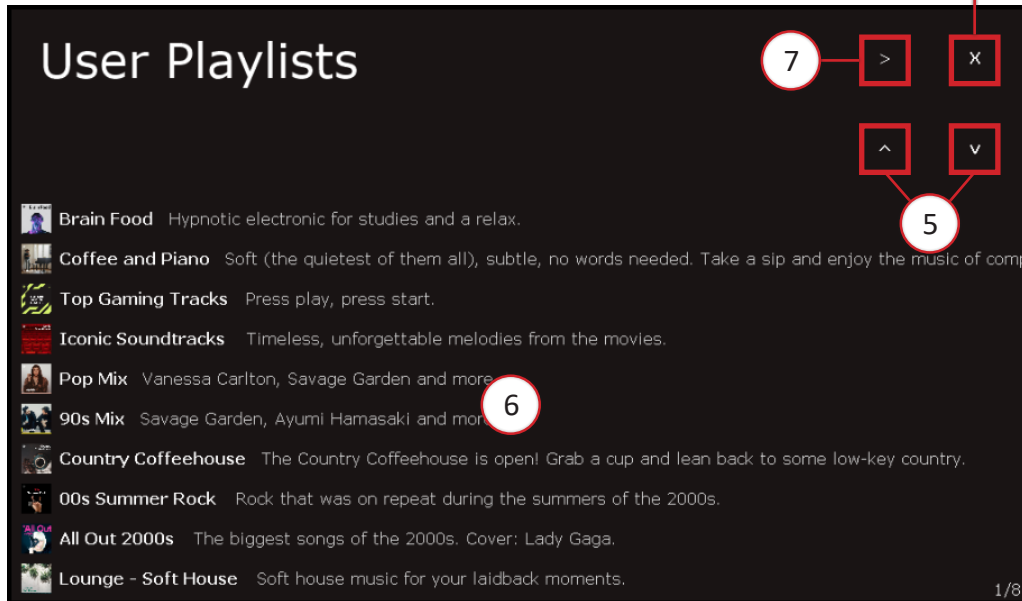 User Playlists
7
>
X
^
v
5
Brain Food Hypnotic electronic for studies and a relax.
Coffee and Piano Soft (the quietest of them all), subtle, no words needed. Take a sip and enjoy the music of comp
Top Gaming Tracks Press play, press start.
Iconic Soundtracks Timeless, unforgettable melodies from the movies.
Pop Mix Vanessa Carlton, Savage Garden and more
6
90s Mix Savage Garden, Ayumi Hamasaki and mor
Country Coffeehouse The Country Coffeehouse is open! Grab a cup and lean back to some low-key country.
00s Summer Rock Rock that was on repeat during the summers of the 2000s.
All Out 2000s The biggest songs of the 2000s. Cover: Lady Gaga.
Lounge - Soft House Soft house music for your laidback moments.
1/8